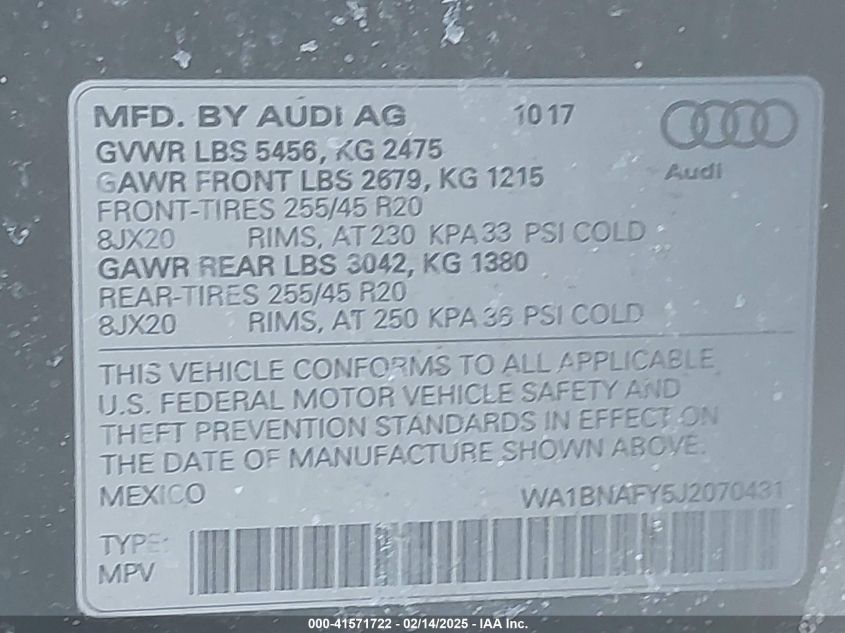 MFD. BY AUDI AG 1017
Audi
GVWR LBS 5456, KG 2475
GAWR FRONT LBS 2679, KG 1215
FRONT-TIRES 255/45 R20
8JX20 RIMS, AT 230 KPA 33 PSI COLD
GAWR REAR LBS 3042, KG 1380
REAR-TIRES 255/45 R20
8JX20 RIMS, AT 250 KPA 36 PSI COLD
THIS VEHICLE CONFORMS TO ALL APPLICABLE
U.S. FEDERAL MOTOR VEHICLE SAFETY AND
THEFT PREVENTION STANDARDS IN EFFECT ON
THE DATE OF MANUFACTURE SHOWN ABOVE.
MEXICO WA1BNAFY5J2070431
TYPE:
MPV
000-41571722 - 02/14/2025 - IAA Inc.